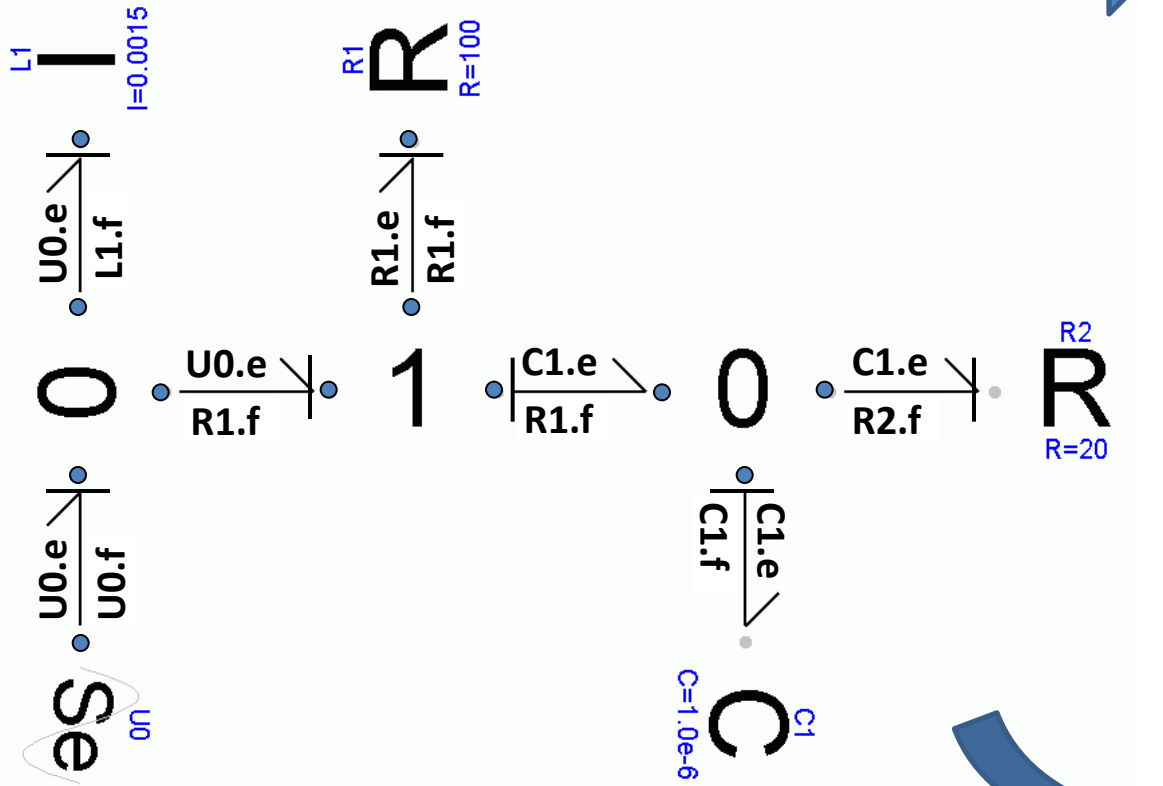 L1
I
I=0.0015
R1
R
R=100
U0.e
L1.f
R1.e
R1.f
0
U0.e
R1.f
1
C1.e
R1.f
0
C1.e
R2.f
R2
R
R=20
U0.e
U0.f
C1.f
C1.e
Se
U0
C=1.0e-6
C
C1